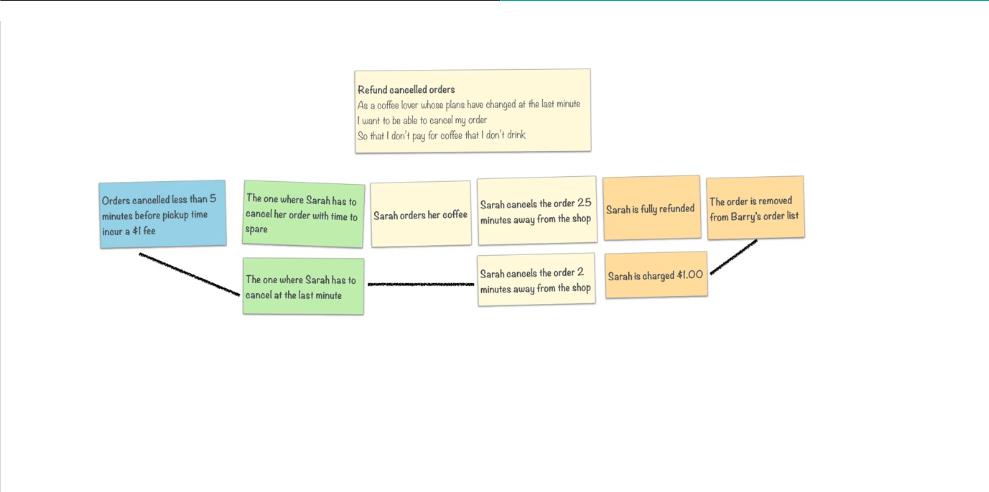 Refund cancelled orders
As a coffee lover whose plans have changed at the last minute
I want to be able to cancel my order
So that I don't pay for coffee that I don't drink
Orders cancelled less than 5
minutes before pickup time
incur a $1 fee
The one where Sarah has to
cancel her order with time to
spare
Sarah orders her coffee
Sarah cancels the order 25
minutes away from the shop
Sarah is fully refunded
The order is removed
from Barry's order list
The one where Sarah has to
cancel at the last minute
Sarah cancels the order 2
minutes away from the shop
Sarah is charged $1.00